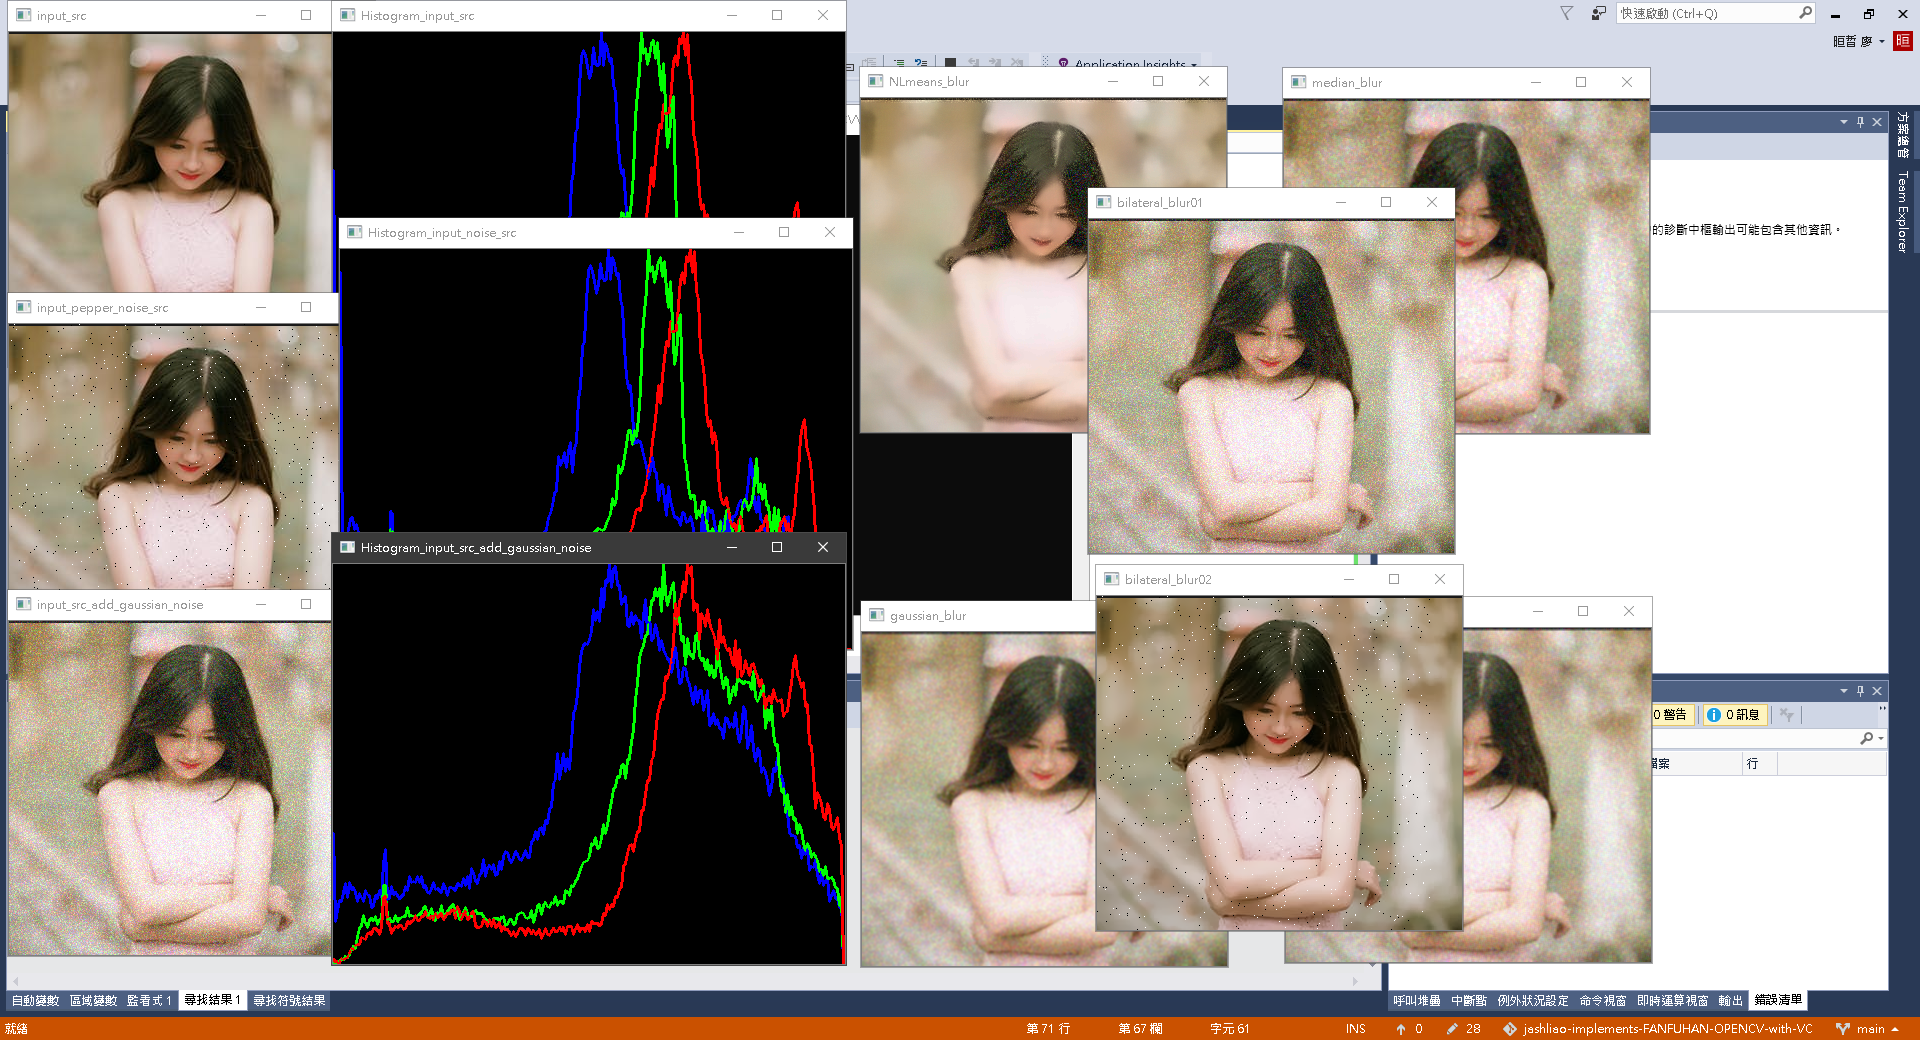 input_src
Histogram_input_src
快速啟動 (Ctrl+Q)
晅晢 廖
晅
Application Insights
NLmeans_blur
median_blur
方案總管
Team Explorer
bilateral_blur01
Histogram_input_noise_src
的診斷中樞輸出可能包含其他資訊。
input_pepper_noise_src
Histogram_input_src_add_gaussian_noise
bilateral_blur02
input_src_add_gaussian_noise
gaussian_blur
0 警告
0 訊息
檔案
行
自動變數
區域變數
監看式 1
尋找結果 1
尋找符號結果
呼叫堆疊
中斷點
例外狀況設定
命令視窗
即時運算視窗
輸出
錯誤清單
就緒
第 71 行
第 67 欄
字元 61
INS
0
28
jashliao-implements-FANFUHAN-OPENCV-with-VC
main